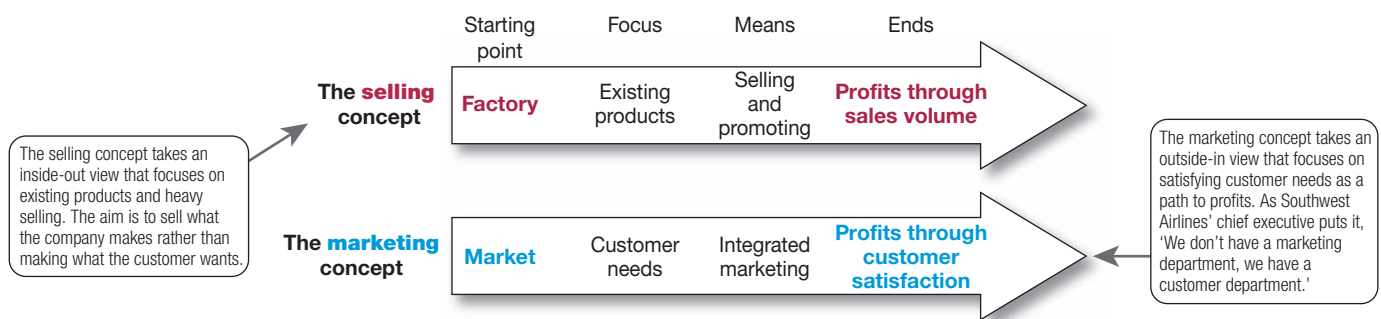 Starting
point
Focus
Means
Ends
The selling
concept
Factory
Existing
products
Selling
and
promoting
Profits through
sales volume
The selling concept takes an
inside-out view that focuses on
existing products and heavy
selling. The aim is to sell what
the company makes rather than
making what the customer wants.
The marketing
concept
Market
Customer
needs
Integrated
marketing
Profits through
customer
satisfaction
The marketing concept takes an
outside-in view that focuses on
satisfying customer needs as a
path to profits. As Southwest
Airlines’ chief executive puts it,
‘We don’t have a marketing
department, we have a
customer department.’